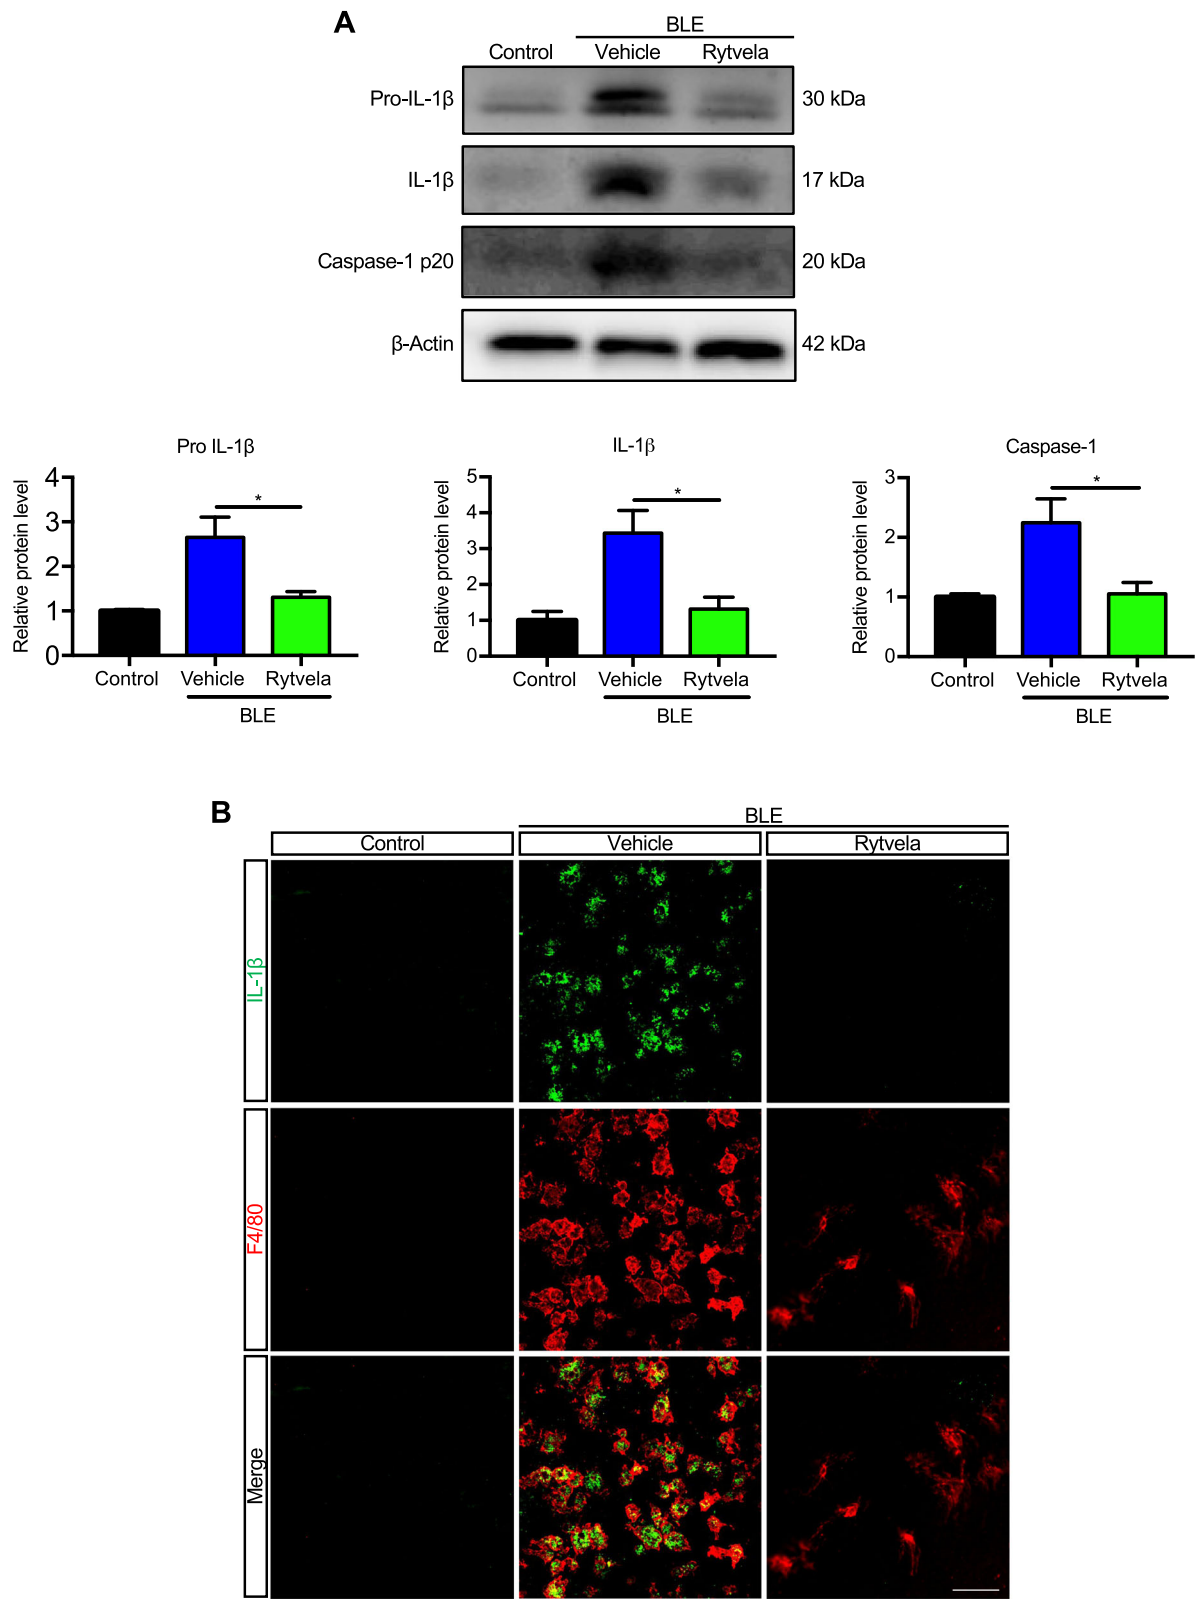 A
BLE
Control Vehicle Rytvela
Pro-IL-1β 30 kDa
IL-1β 17 kDa
Caspase-1 p20 20 kDa
β-Actin 42 kDa
Pro IL-1β
Relative protein level
4
3
2
1
0
*
Control Vehicle Rytvela
BLE
IL-1β
Relative protein level
5
4
3
2
1
0
*
Control Vehicle Rytvela
BLE
Caspase-1
Relative protein level
3
2
1
0
*
Control Vehicle Rytvela
BLE
B
BLE
Control Vehicle Rytvela
IL-1β
F4/80
Merge